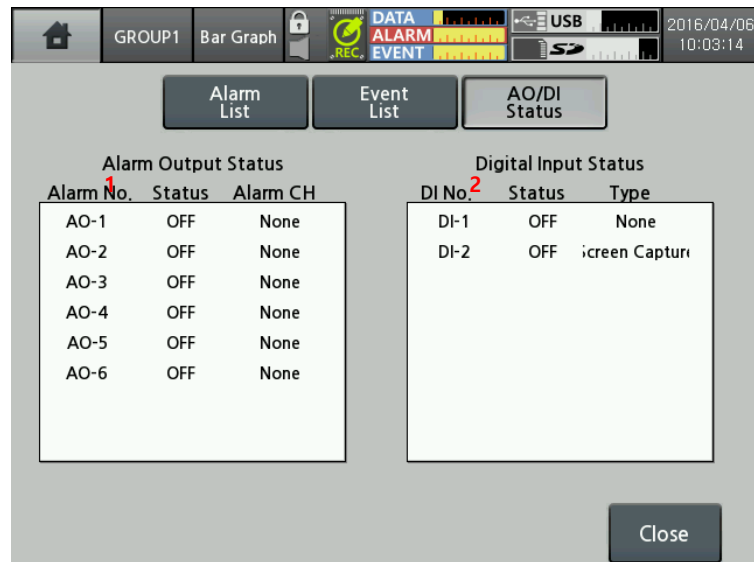 GROUP1 Bar Graph REC. DATA ALARM EVENT USB SD 2016/04/06
10:03:14
Alarm List
Event List
AO/DI Status
Alarm Output Status
1
Alarm No. Status Alarm CH
AO-1 OFF None
AO-2 OFF None
AO-3 OFF None
AO-4 OFF None
AO-5 OFF None
AO-6 OFF None
Digital Input Status
2
DI No. Status Type
DI-1 OFF None
DI-2 OFF Screen Capture
Close